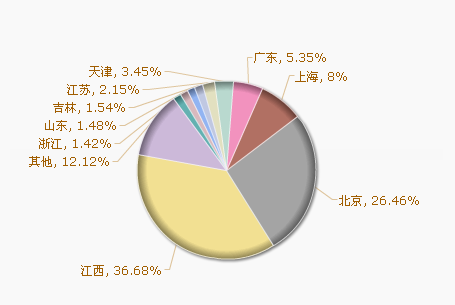 广东, 5.35%
天津, 3.45%
上海, 8%
江苏, 2.15%
吉林, 1.54%
山东, 1.48%
浙江, 1.42%
其他, 12.12%
北京, 26.46%
江西, 36.68%